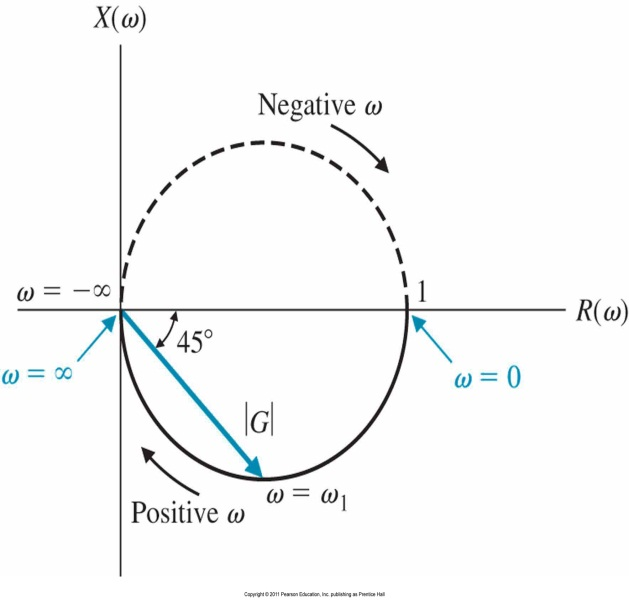 X(ω)
Negative ω
ω = −∞
1
R(ω)
45°
ω = ∞
ω = 0
|G|
ω = ω₁
Positive ω
Copyright © 2011 Pearson Education, Inc. publishing as Prentice Hall